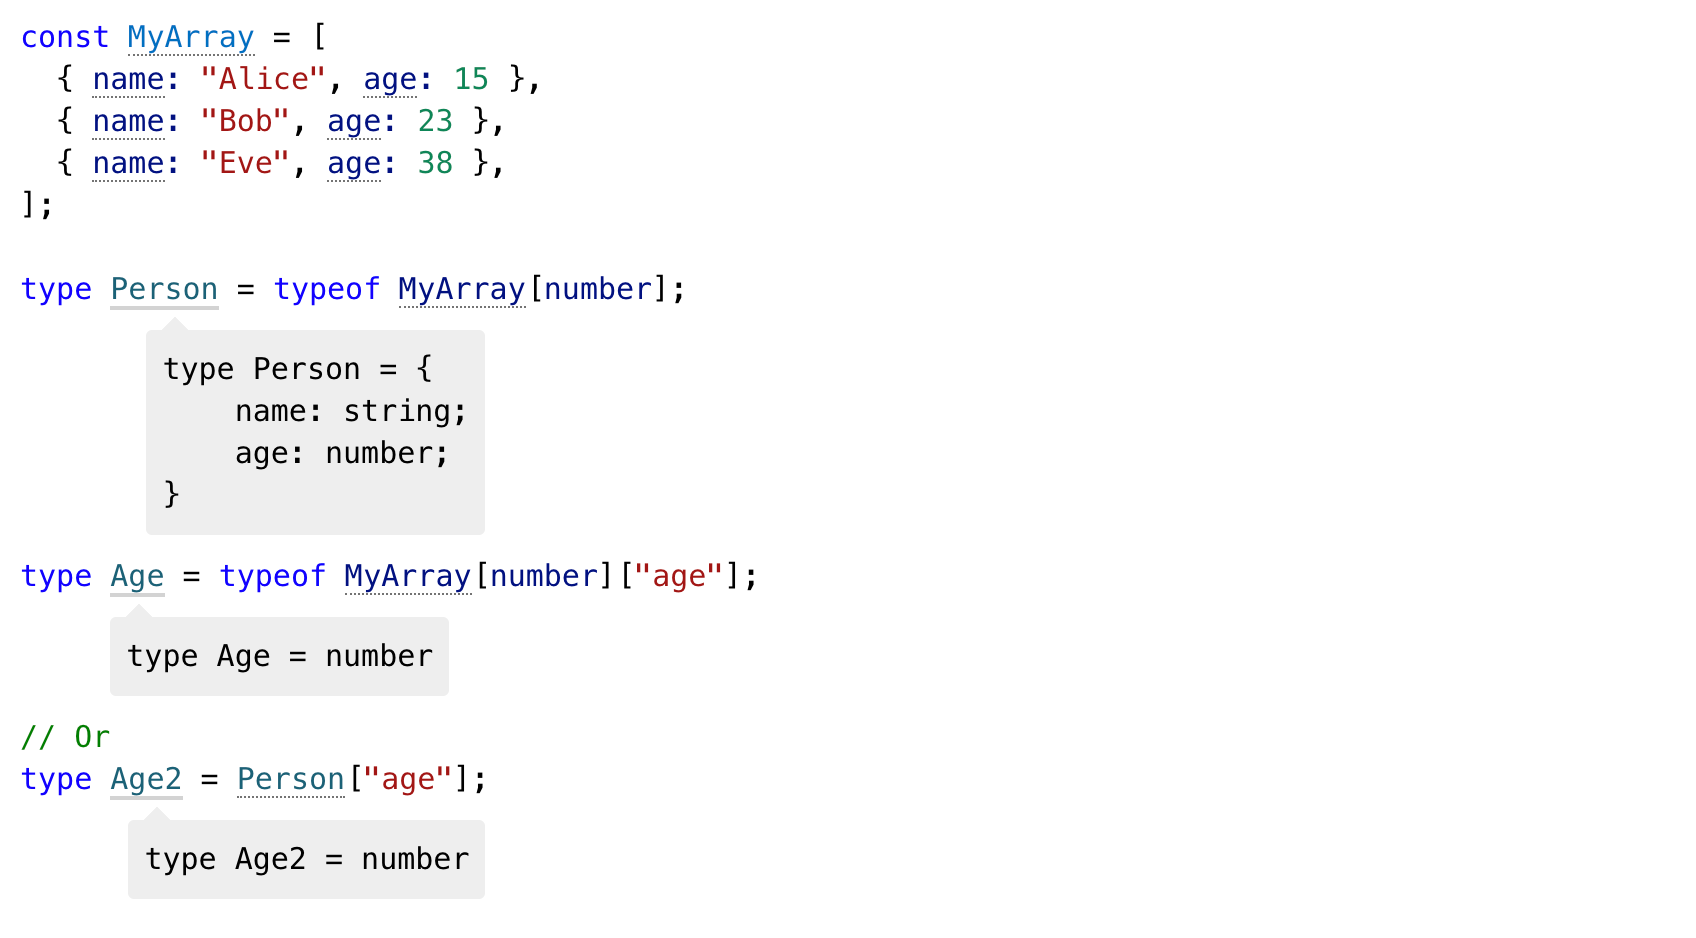 const MyArray = [
  { name: "Alice", age: 15 },
  { name: "Bob", age: 23 },
  { name: "Eve", age: 38 },
];

type Person = typeof MyArray[number];
type Person = {
    name: string;
    age: number;
}
type Age = typeof MyArray[number]["age"];
type Age = number
// Or
type Age2 = Person["age"];
type Age2 = number